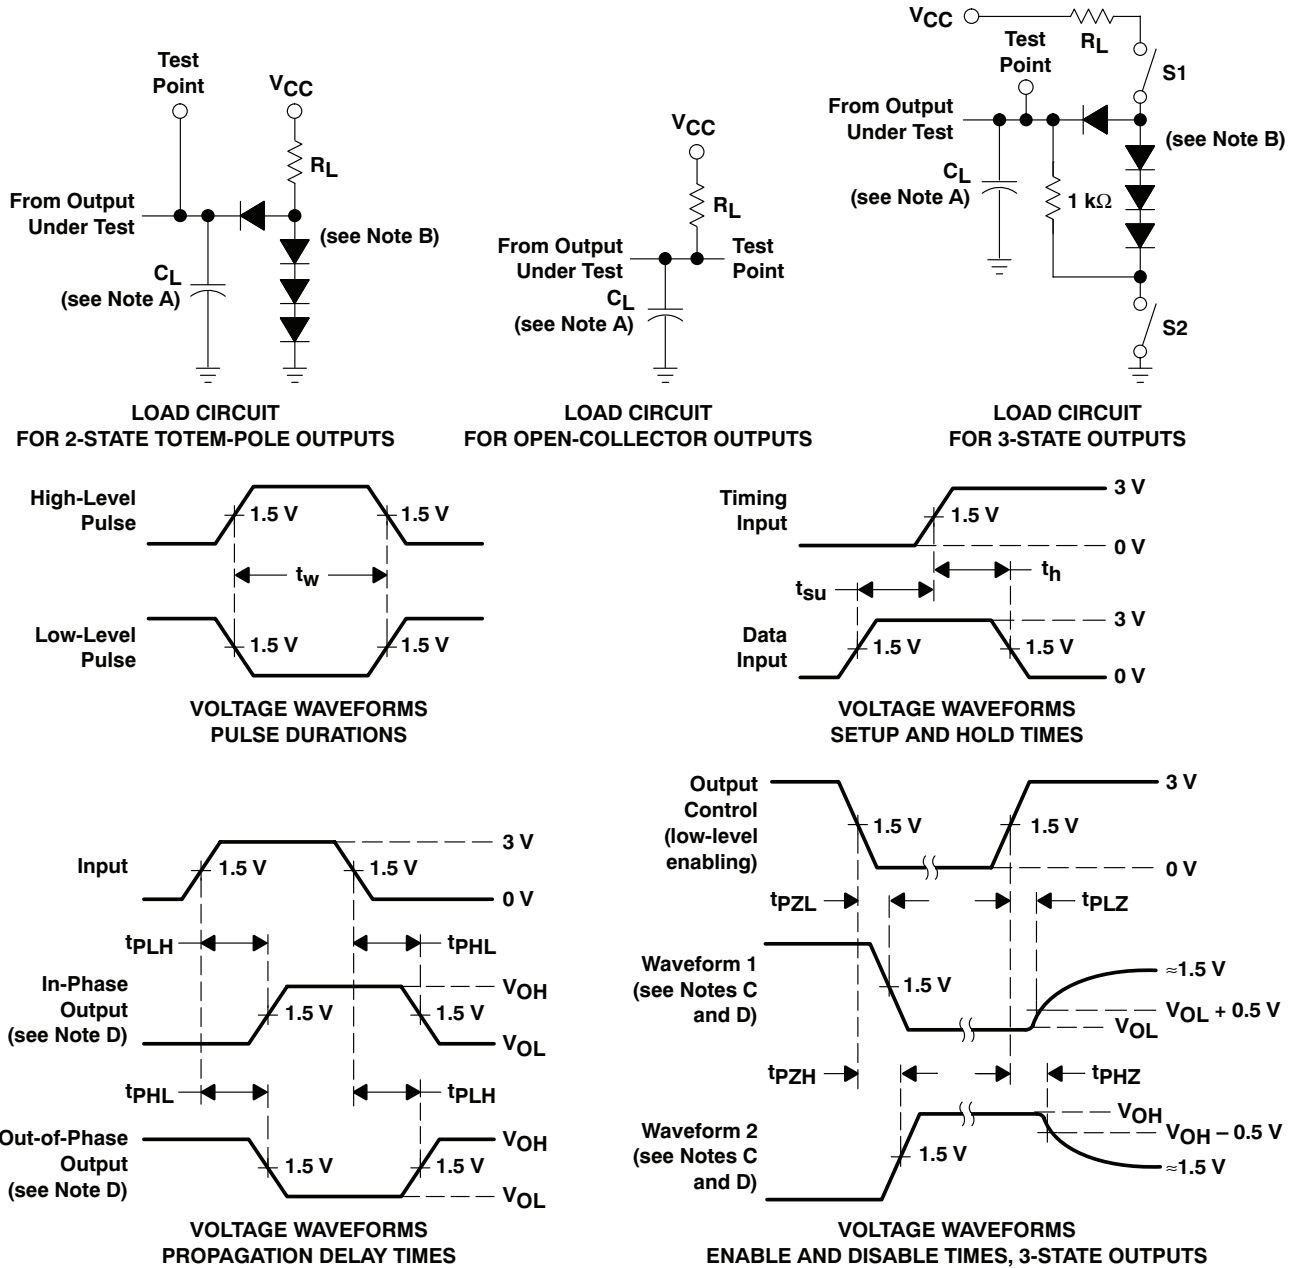 Test
Point
VCC
RL
From Output
Under Test
(see Note B)
CL
(see Note A)
LOAD CIRCUIT
FOR 2-STATE TOTEM-POLE OUTPUTS
VCC
RL
From Output
Under Test
Test
Point
CL
(see Note A)
LOAD CIRCUIT
FOR OPEN-COLLECTOR OUTPUTS
VCC
RL
Test
Point
S1
From Output
Under Test
(see Note B)
CL
(see Note A)
1 kΩ
S2
LOAD CIRCUIT
FOR 3-STATE OUTPUTS
High-Level
Pulse
1.5 V
1.5 V
tw
Low-Level
Pulse
1.5 V
1.5 V
VOLTAGE WAVEFORMS
PULSE DURATIONS
Timing
Input
3 V
1.5 V
0 V
th
tsu
Data
Input
3 V
1.5 V
1.5 V
0 V
VOLTAGE WAVEFORMS
SETUP AND HOLD TIMES
Input
3 V
1.5 V
1.5 V
0 V
tPLH
tPHL
In-Phase
Output
(see Note D)
VOH
1.5 V
1.5 V
VOL
tPHL
tPLH
Out-of-Phase
Output
(see Note D)
VOH
1.5 V
1.5 V
VOL
VOLTAGE WAVEFORMS
PROPAGATION DELAY TIMES
Output
Control
(low-level
enabling)
3 V
1.5 V
1.5 V
0 V
tPZL
tPLZ
Waveform 1
(see Notes C
and D)
≈1.5 V
1.5 V
VOL + 0.5 V
VOL
tPZH
tPHZ
Waveform 2
(see Notes C
and D)
VOH
VOH – 0.5 V
1.5 V
≈1.5 V
VOLTAGE WAVEFORMS
ENABLE AND DISABLE TIMES, 3-STATE OUTPUTS